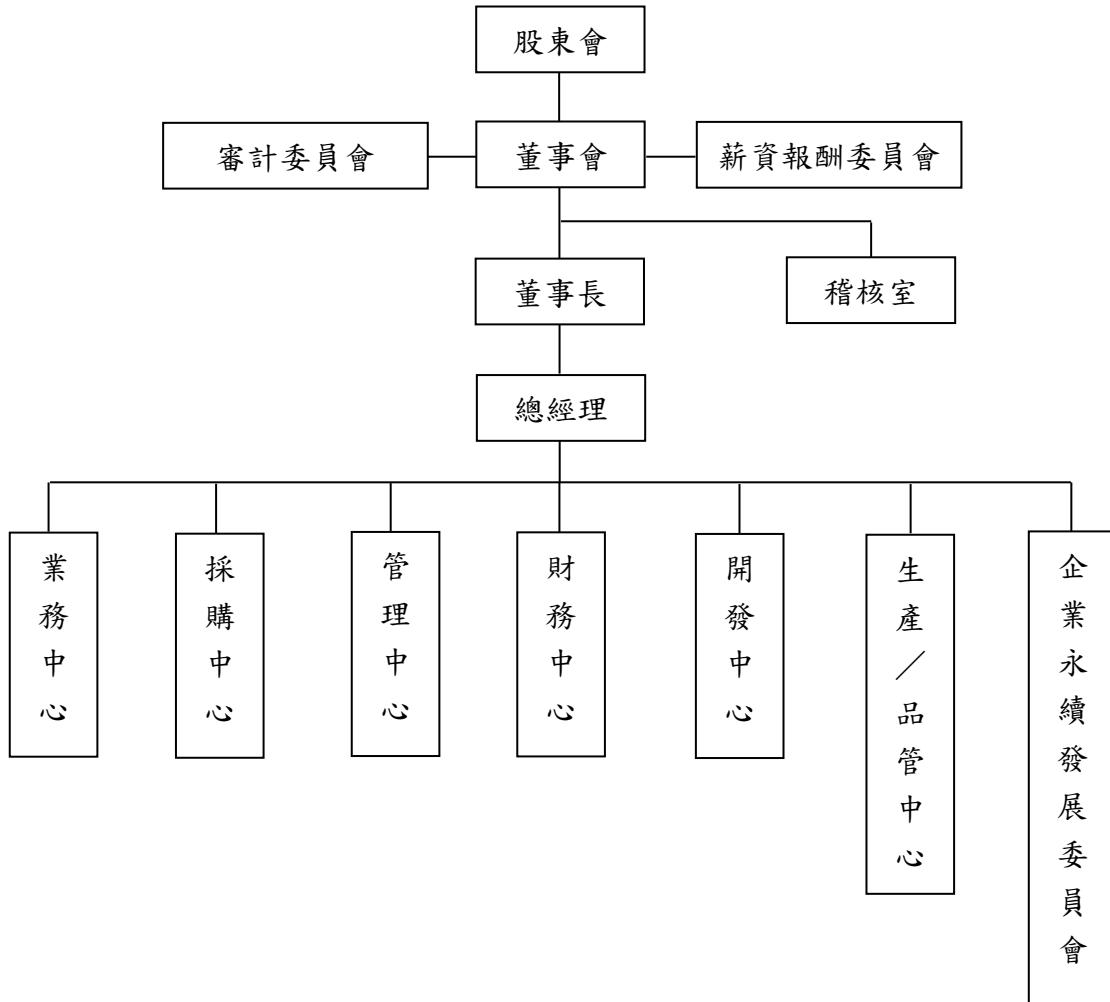 股東會
審計委員會
董事會
薪資報酬委員會
董事長
稽核室
總經理
業務中心
採購中心
管理中心
財務中心
開發中心
生產／品管中心
企業永續發展委員會